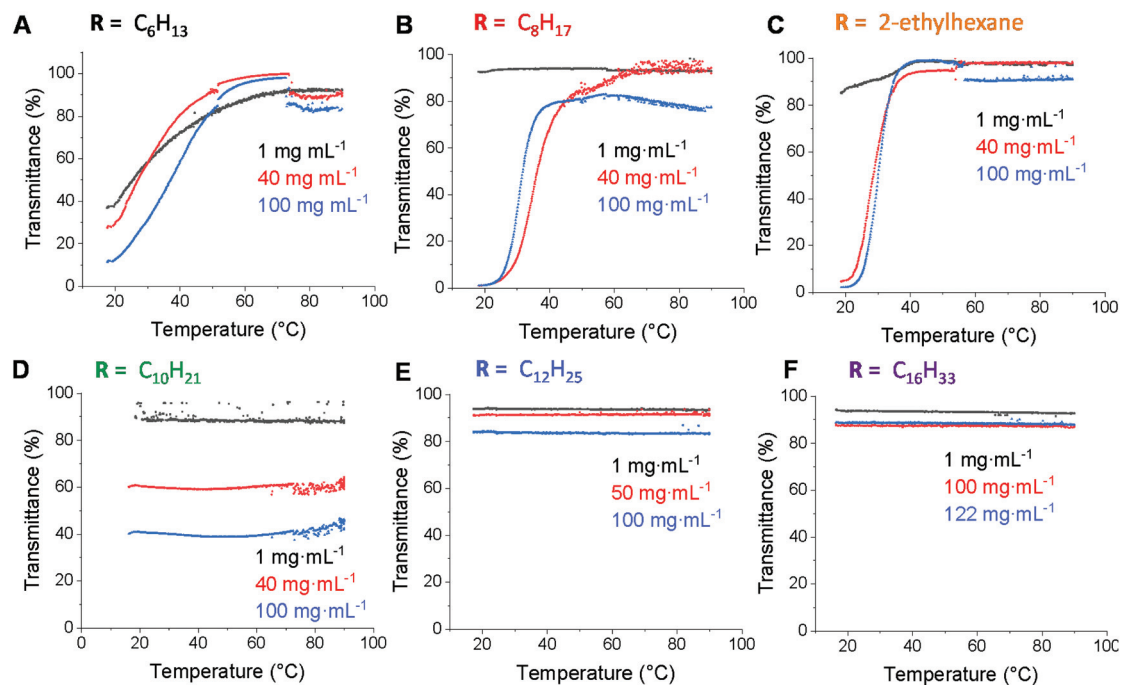 A R = C₆H₁₃
Transmittance (%)
100
80
60
40
20
0
1 mg mL⁻¹
40 mg mL⁻¹
100 mg mL⁻¹
20 40 60 80 100
Temperature (°C)
B R = C₈H₁₇
Transmittance (%)
100
80
60
40
20
0
1 mg·mL⁻¹
40 mg·mL⁻¹
100 mg·mL⁻¹
20 40 60 80 100
Temperature (°C)
C R = 2-ethylhexane
Transmittance (%)
100
80
60
40
20
0
1 mg·mL⁻¹
40 mg·mL⁻¹
100 mg·mL⁻¹
20 40 60 80 100
Temperature (°C)
D R = C₁₀H₂₁
Transmittance (%)
100
80
60
40
20
0
1 mg·mL⁻¹
40 mg·mL⁻¹
100 mg·mL⁻¹
0 20 40 60 80 100
Temperature (°C)
E R = C₁₂H₂₅
Transmittance (%)
100
80
60
40
20
0
1 mg·mL⁻¹
50 mg·mL⁻¹
100 mg·mL⁻¹
20 40 60 80 100
Temperature (°C)
F R = C₁₆H₃₃
Transmittance (%)
100
80
60
40
20
0
1 mg·mL⁻¹
100 mg·mL⁻¹
122 mg·mL⁻¹
20 40 60 80 100
Temperature (°C)